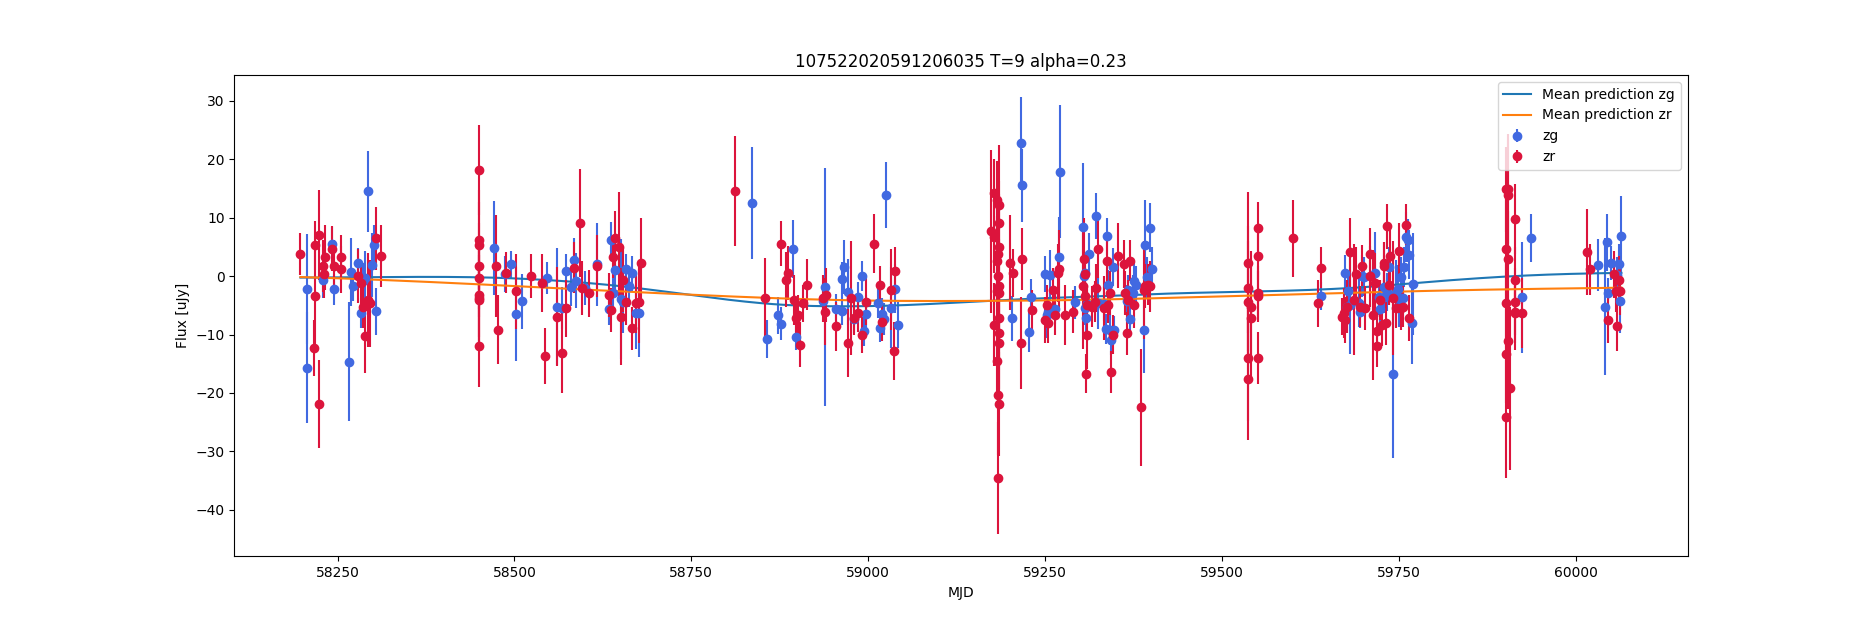 107522020591206035 T=9 alpha=0.23
Mean prediction zg
Mean prediction zr
zg
zr
30
20
10
0
−10
−20
−30
−40
Flux [uJy]
58250 58500 58750 59000 59250 59500 59750 60000
MJD